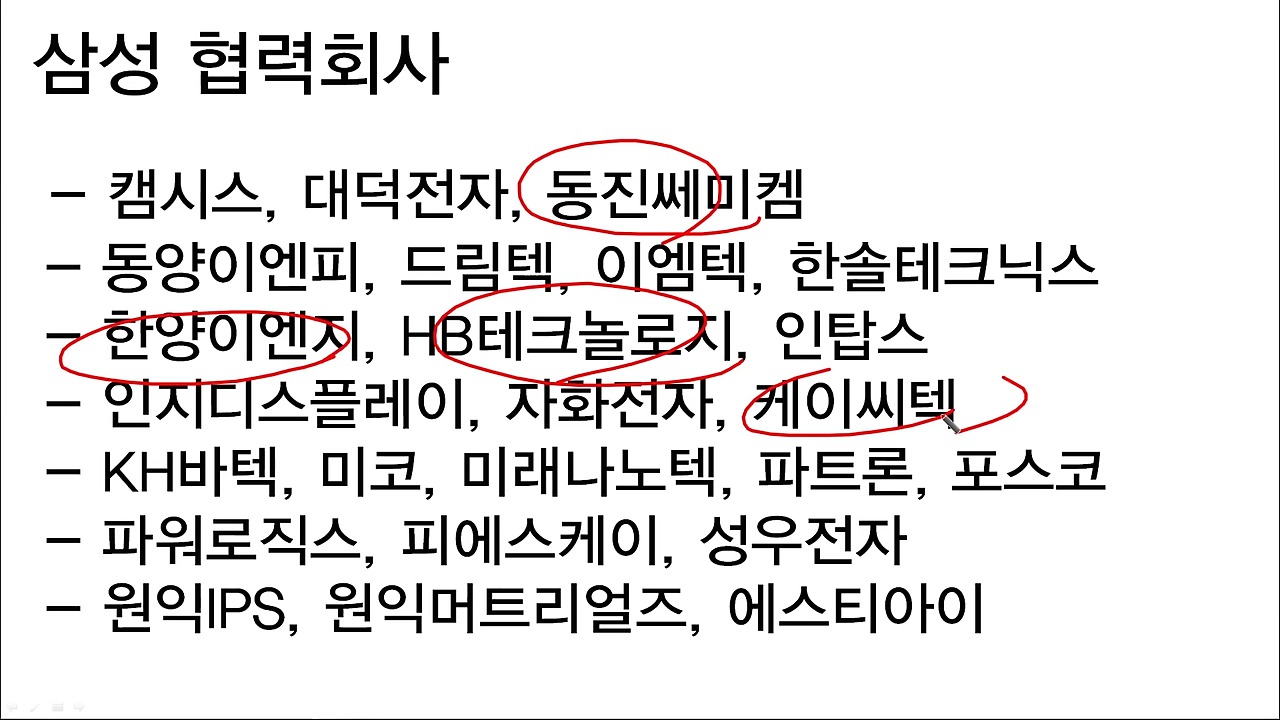 삼성 협력회사
– 캠시스, 대덕전자, 동진쎄미켐
– 동양이엔피, 드림텍, 이엠텍, 한솔테크닉스
– 한양이엔지, HB테크놀로지, 인탑스
– 인지디스플레이, 자화전자, 케이씨텍
– KH바텍, 미코, 미래나노텍, 파트론, 포스코
– 파워로직스, 피에스케이, 성우전자
– 원익IPS, 원익머트리얼즈, 에스티아이